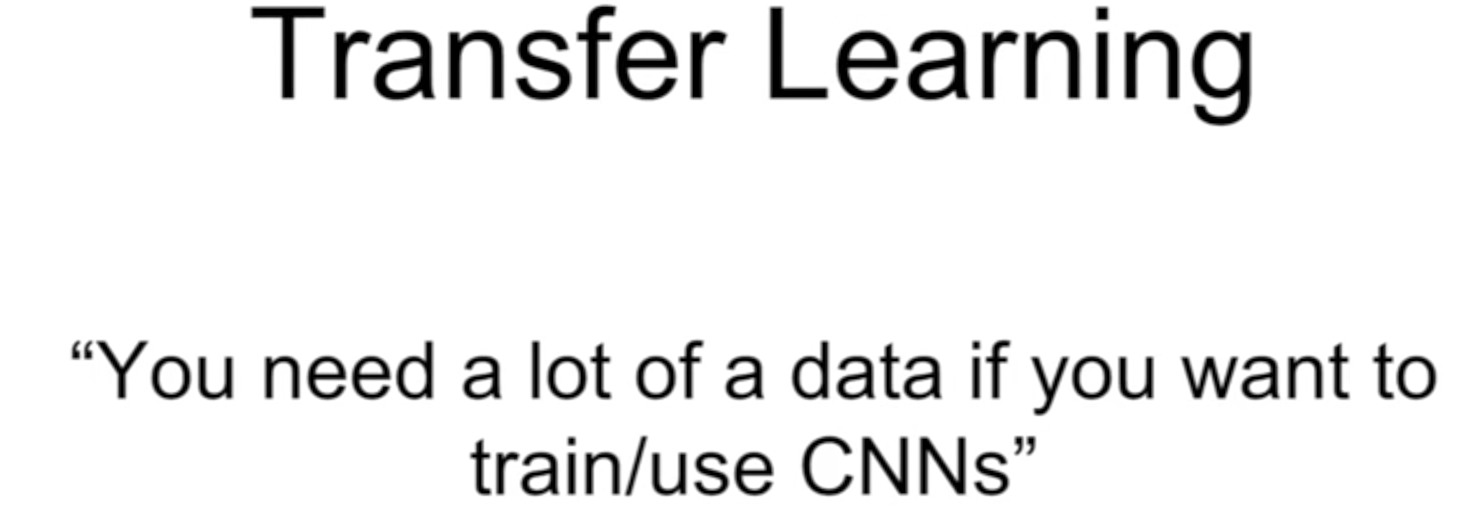 Transfer Learning
“You need a lot of a data if you want to
train/use CNNs”